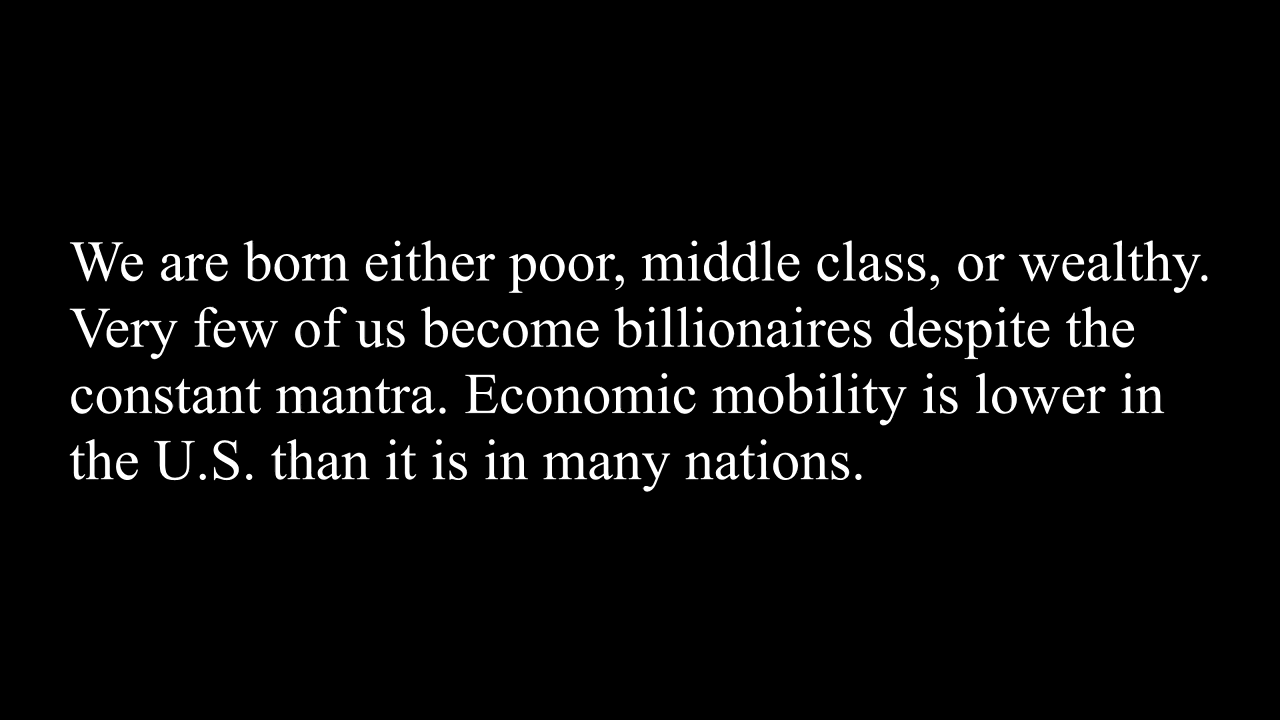 We are born either poor, middle class, or wealthy.
Very few of us become billionaires despite the
constant mantra. Economic mobility is lower in
the U.S. than it is in many nations.